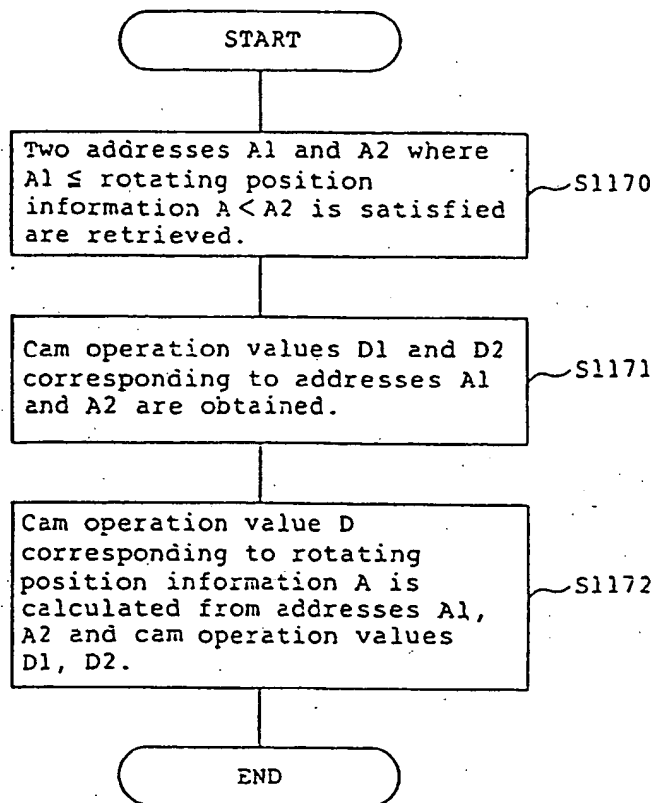 START
Two addresses A1 and A2 where
A1 ≦ rotating position
information A < A2 is satisfied
are retrieved.
S1170
Cam operation values D1 and D2
corresponding to addresses A1
and A2 are obtained.
S1171
Cam operation value D
corresponding to rotating
position information A is
calculated from addresses A1,
A2 and cam operation values
D1, D2.
S1172
END